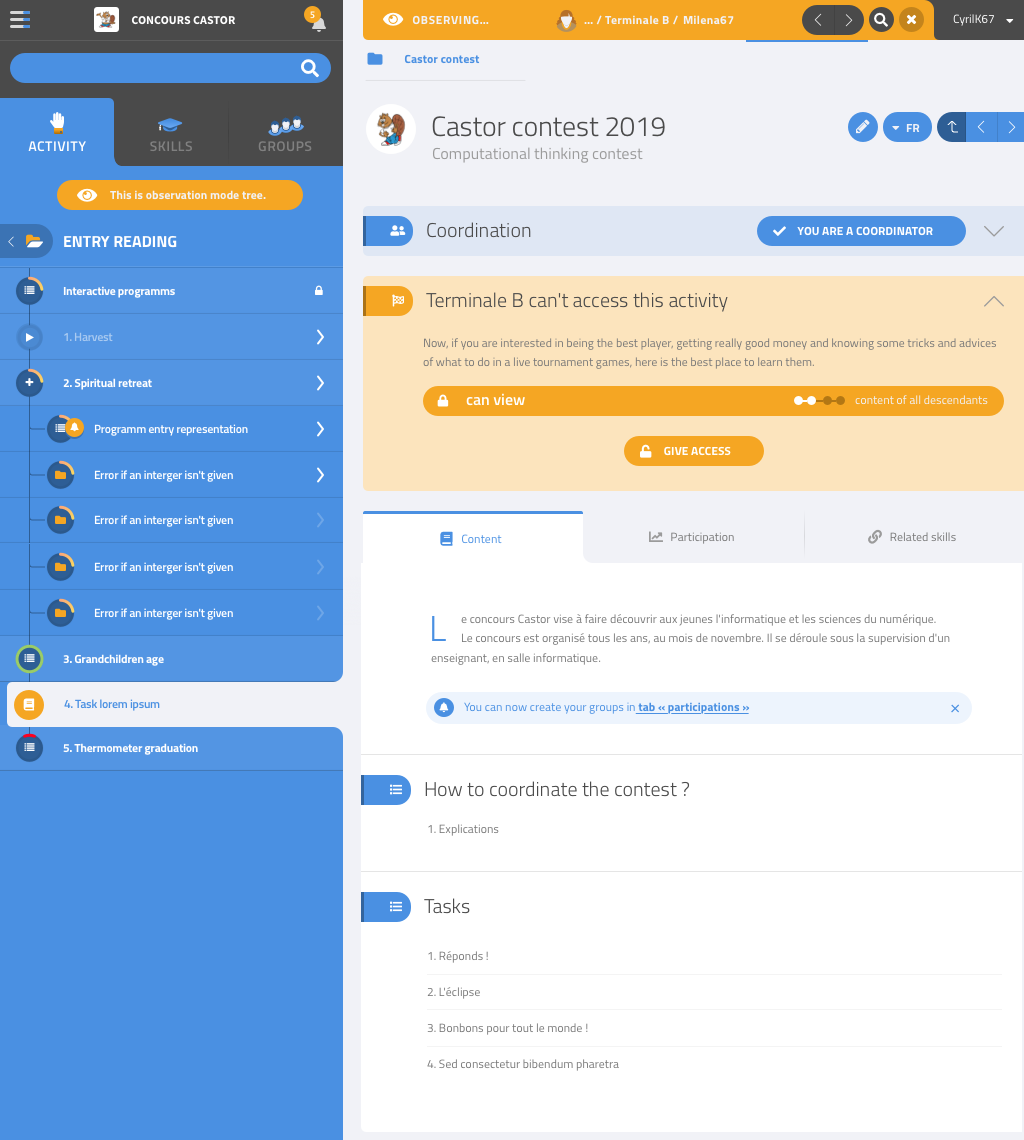 CONCOURS CASTOR
5
ACTIVITY
SKILLS
GROUPS
This is observation mode tree.
ENTRY READING
Interactive programms
1. Harvest
2. Spiritual retreat
Programm entry representation
Error if an interger isn't given
Error if an interger isn't given
Error if an interger isn't given
Error if an interger isn't given
3. Grandchildren age
4. Task lorem ipsum
5. Thermometer graduation
OBSERVING...
... / Terminale B / Milena67
CyrilK67
Castor contest
Castor contest 2019
Computational thinking contest
FR
Coordination
YOU ARE A COORDINATOR
Terminale B can't access this activity
Now, if you are interested in being the best player, getting really good money and knowing some tricks and advices
of what to do in a live tournament games, here is the best place to learn them.
can view
content of all descendants
GIVE ACCESS
Content
Participation
Related skills
Le concours Castor vise à faire découvrir aux jeunes l'informatique et les sciences du numérique.
Le concours est organisé tous les ans, au mois de novembre. Il se déroule sous la supervision d'un
enseignant, en salle informatique.
You can now create your groups in tab « participations »
How to coordinate the contest ?
1. Explications
Tasks
1. Réponds !
2. L'éclipse
3. Bonbons pour tout le monde !
4. Sed consectetur bibendum pharetra